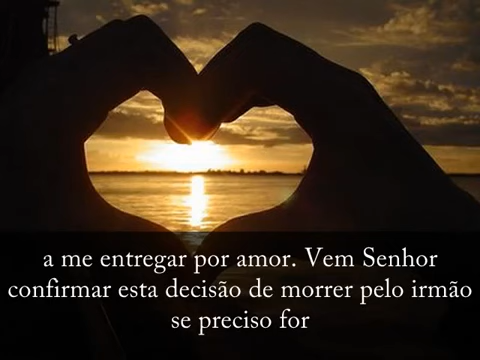 a me entregar por amor. Vem Senhor
confirmar esta decisão de morrer pelo irmão
se preciso for